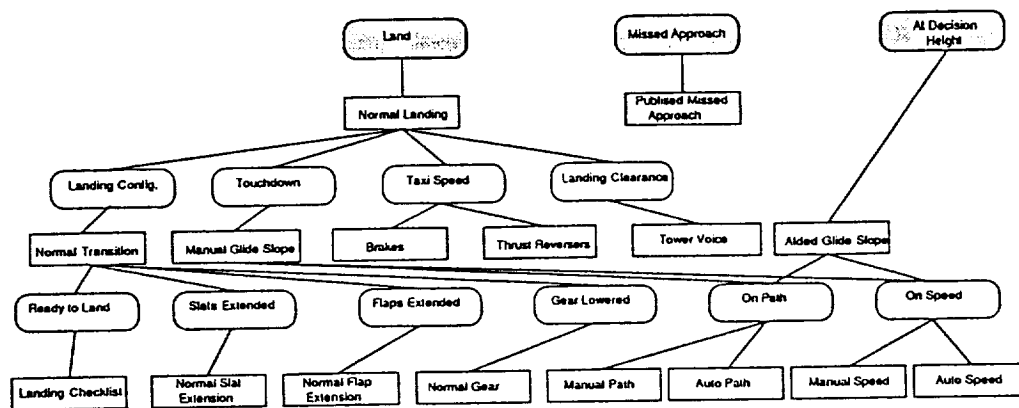 Land
Missed Approach
At Decision
Height
Normal Landing
Publised Missed
Approach
Landing Config.
Touchdown
Taxi Speed
Landing Clearance
Normal Transition
Manual Glide Slope
Brakes
Thrust Reversers
Tower Voice
Aided Glide Slope
Ready to Land
Slats Extended
Flaps Extended
Gear Lowered
On Path
On Speed
Landing Checklist
Normal Slat
Extension
Normal Flap
Extension
Normal Gear
Manual Path
Auto Path
Manual Speed
Auto Speed